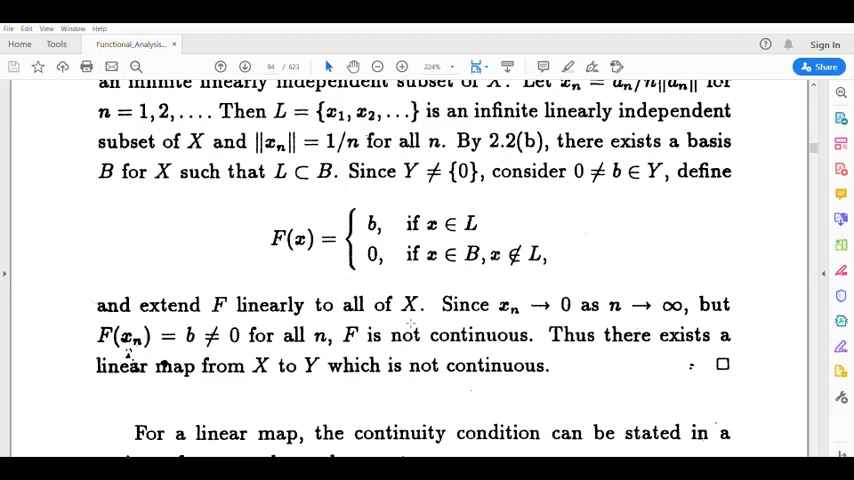 File Edit View Window Help
Home Tools Functional_Analysis... × Sign In
94 / 623 224% Share
an infinite linearly independent subset of X. Let xₙ = aₙ/n||aₙ|| for
n = 1, 2, .... Then L = {x₁, x₂, ...} is an infinite linearly independent
subset of X and ||xₙ|| = 1/n for all n. By 2.2(b), there exists a basis
B for X such that L ⊂ B. Since Y ≠ {0}, consider 0 ≠ b ∈ Y, define
F(x) = { b, if x ∈ L
0, if x ∈ B, x ∉ L,
and extend F linearly to all of X. Since xₙ → 0 as n → ∞, but
F(xₙ) = b ≠ 0 for all n, F is not continuous. Thus there exists a
linear map from X to Y which is not continuous. □
For a linear map, the continuity condition can be stated in a